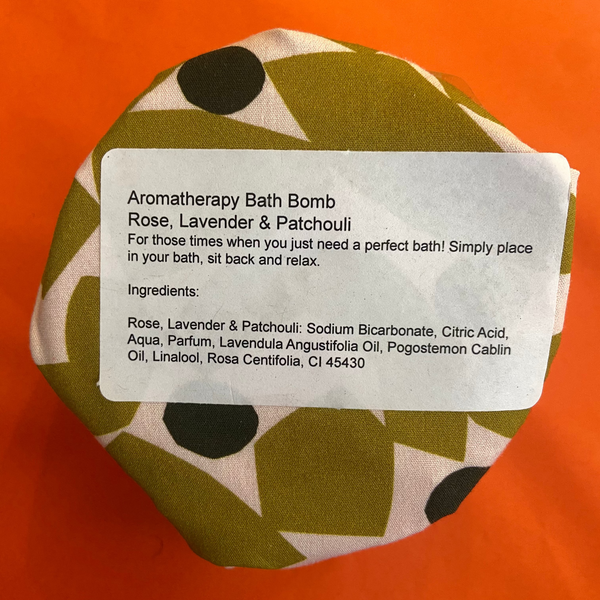 Aromatherapy Bath Bomb
Rose, Lavender & Patchouli
For those times when you just need a perfect bath! Simply place
in your bath, sit back and relax.
Ingredients:
Rose, Lavender & Patchouli: Sodium Bicarbonate, Citric Acid,
Aqua, Parfum, Lavendula Angustifolia Oil, Pogostemon Cablin
Oil, Linalool, Rosa Centifolia, CI 45430